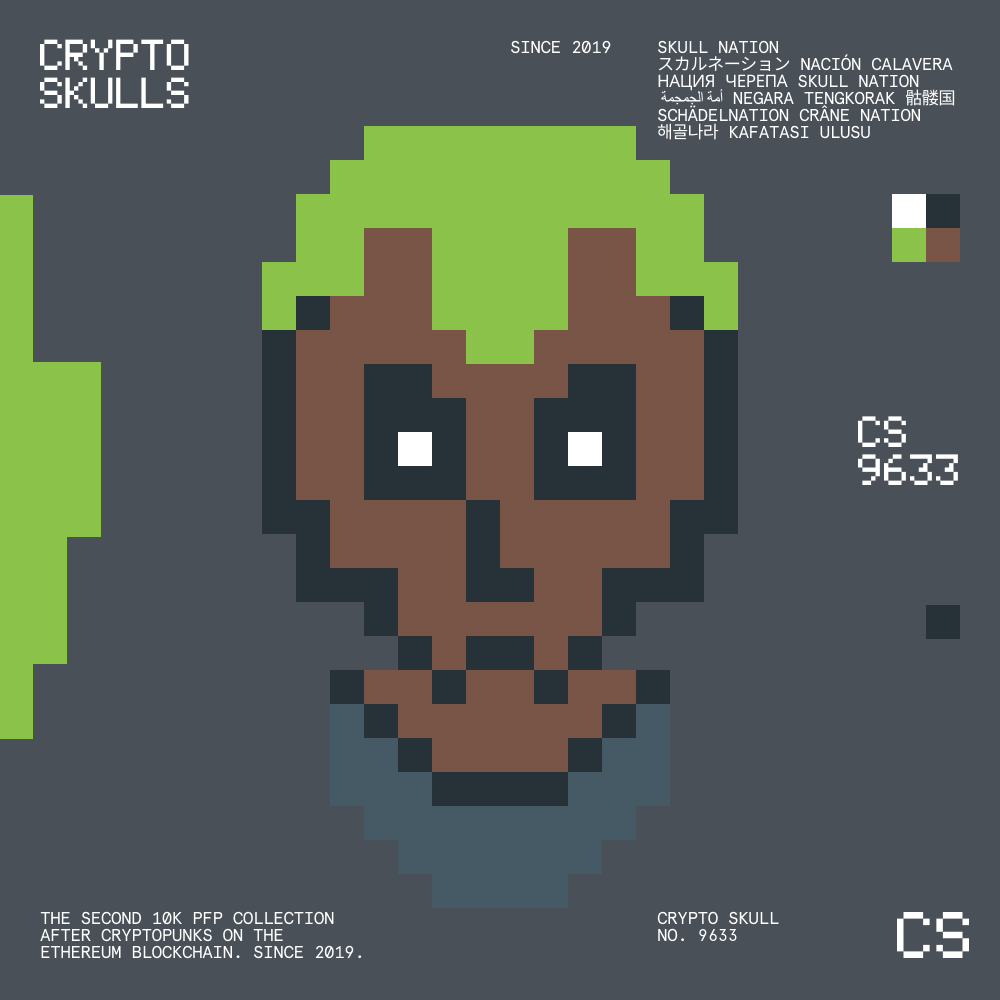 CRYPTO
SKULLS
SINCE 2019
SKULL NATION
スカルネーション NACIÓN CALAVERA
НАЦИЯ ЧЕРЕПА SKULL NATION
أمة الجمجمة NEGARA TENGKORAK 骷髅国
SCHÄDELNATION CRÂNE NATION
해골나라 KAFATASI ULUSU
CS
9633
THE SECOND 10K PFP COLLECTION
AFTER CRYPTOPUNKS ON THE
ETHEREUM BLOCKCHAIN. SINCE 2019.
CRYPTO SKULL
NO. 9633
CS